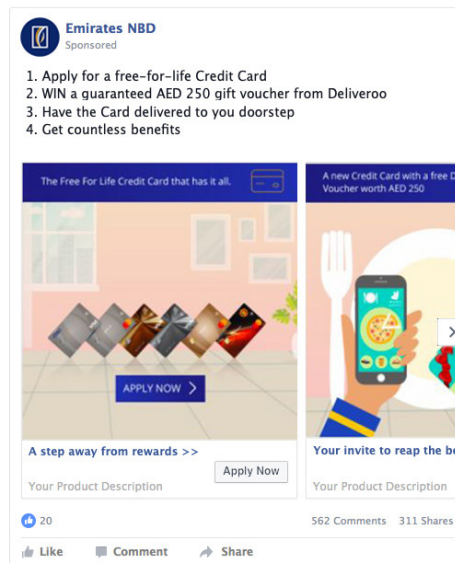 Emirates NBD
Sponsored
1. Apply for a free-for-life Credit Card
2. WIN a guaranteed AED 250 gift voucher from Deliveroo
3. Have the Card delivered to you doorstep
4. Get countless benefits
The Free For Life Credit Card that has it all.
APPLY NOW
A step away from rewards >>
Apply Now
Your Product Description
A new Credit Card with a free
Voucher worth AED 250
Your invite to reap the
Your Product Description
20
562 Comments 311 Shares
Like Comment Share